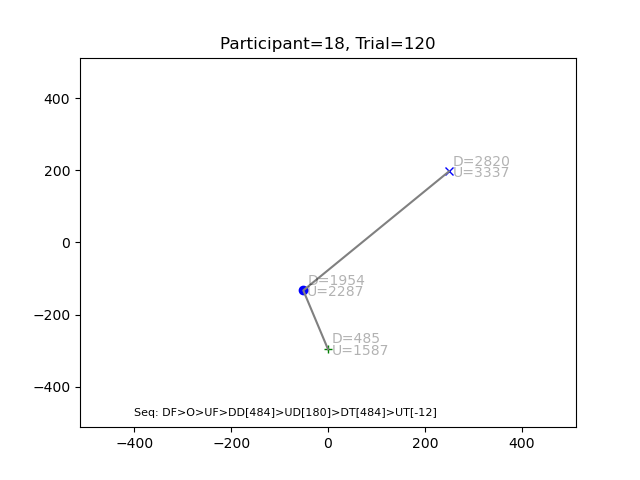 Participant=18, Trial=120
400
200
0
−200
−400
D=2820
U=3337
D=1954
U=2287
D=485
U=1587
Seq: DF>O>UF>DD[484]>UD[180]>DT[484]>UT[-12]
−400 −200 0 200 400